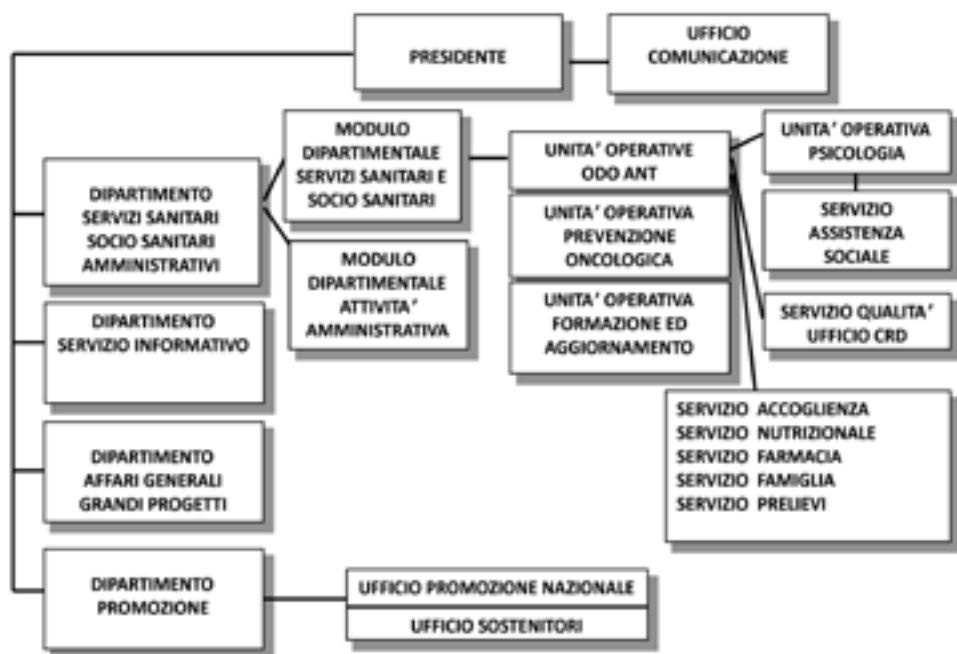 PRESIDENTE
UFFICIO
COMUNICAZIONE
DIPARTIMENTO
SERVIZI SANITARI
SOCIO SANITARI
AMMINISTRATIVI
MODULO
DIPARTIMENTALE
SERVIZI SANITARI E
SOCIO SANITARI
MODULO
DIPARTIMENTALE
ATTIVITA'
AMMINISTRATIVA
UNITA' OPERATIVE
ODO ANT
UNITA' OPERATIVA
PREVENZIONE
ONCOLOGICA
UNITA' OPERATIVA
FORMAZIONE ED
AGGIORNAMENTO
UNITA' OPERATIVA
PSICOLOGIA
SERVIZIO
ASSISTENZA
SOCIALE
SERVIZIO QUALITA'
UFFICIO CRD
SERVIZIO ACCOGLIENZA
SERVIZIO NUTRIZIONALE
SERVIZIO FARMACIA
SERVIZIO FAMIGLIA
SERVIZIO PRELIEVI
DIPARTIMENTO
SERVIZIO INFORMATIVO
DIPARTIMENTO
AFFARI GENERALI
GRANDI PROGETTI
DIPARTIMENTO
PROMOZIONE
UFFICIO PROMOZIONE NAZIONALE
UFFICIO SOSTENITORI